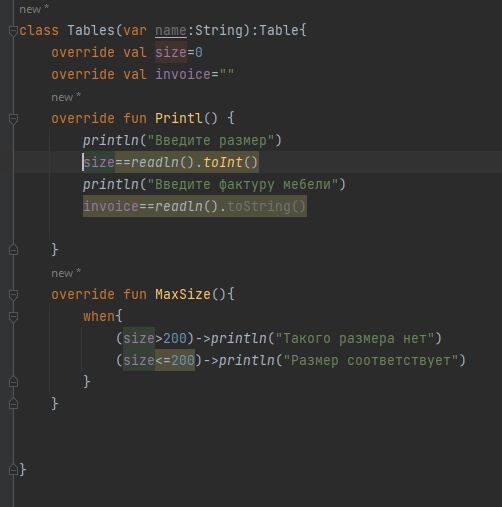 new *
class Tables(var name:String):Table{
override val size=0
override val invoice=""
new *
override fun Printl() {
println("Введите размер")
size==readln().toInt()
println("Введите фактуру мебели")
invoice==readln().toString()
}
new *
override fun MaxSize(){
when{
(size>200)->println("Такого размера нет")
(size<=200)->println("Размер соответствует")
}
}
}